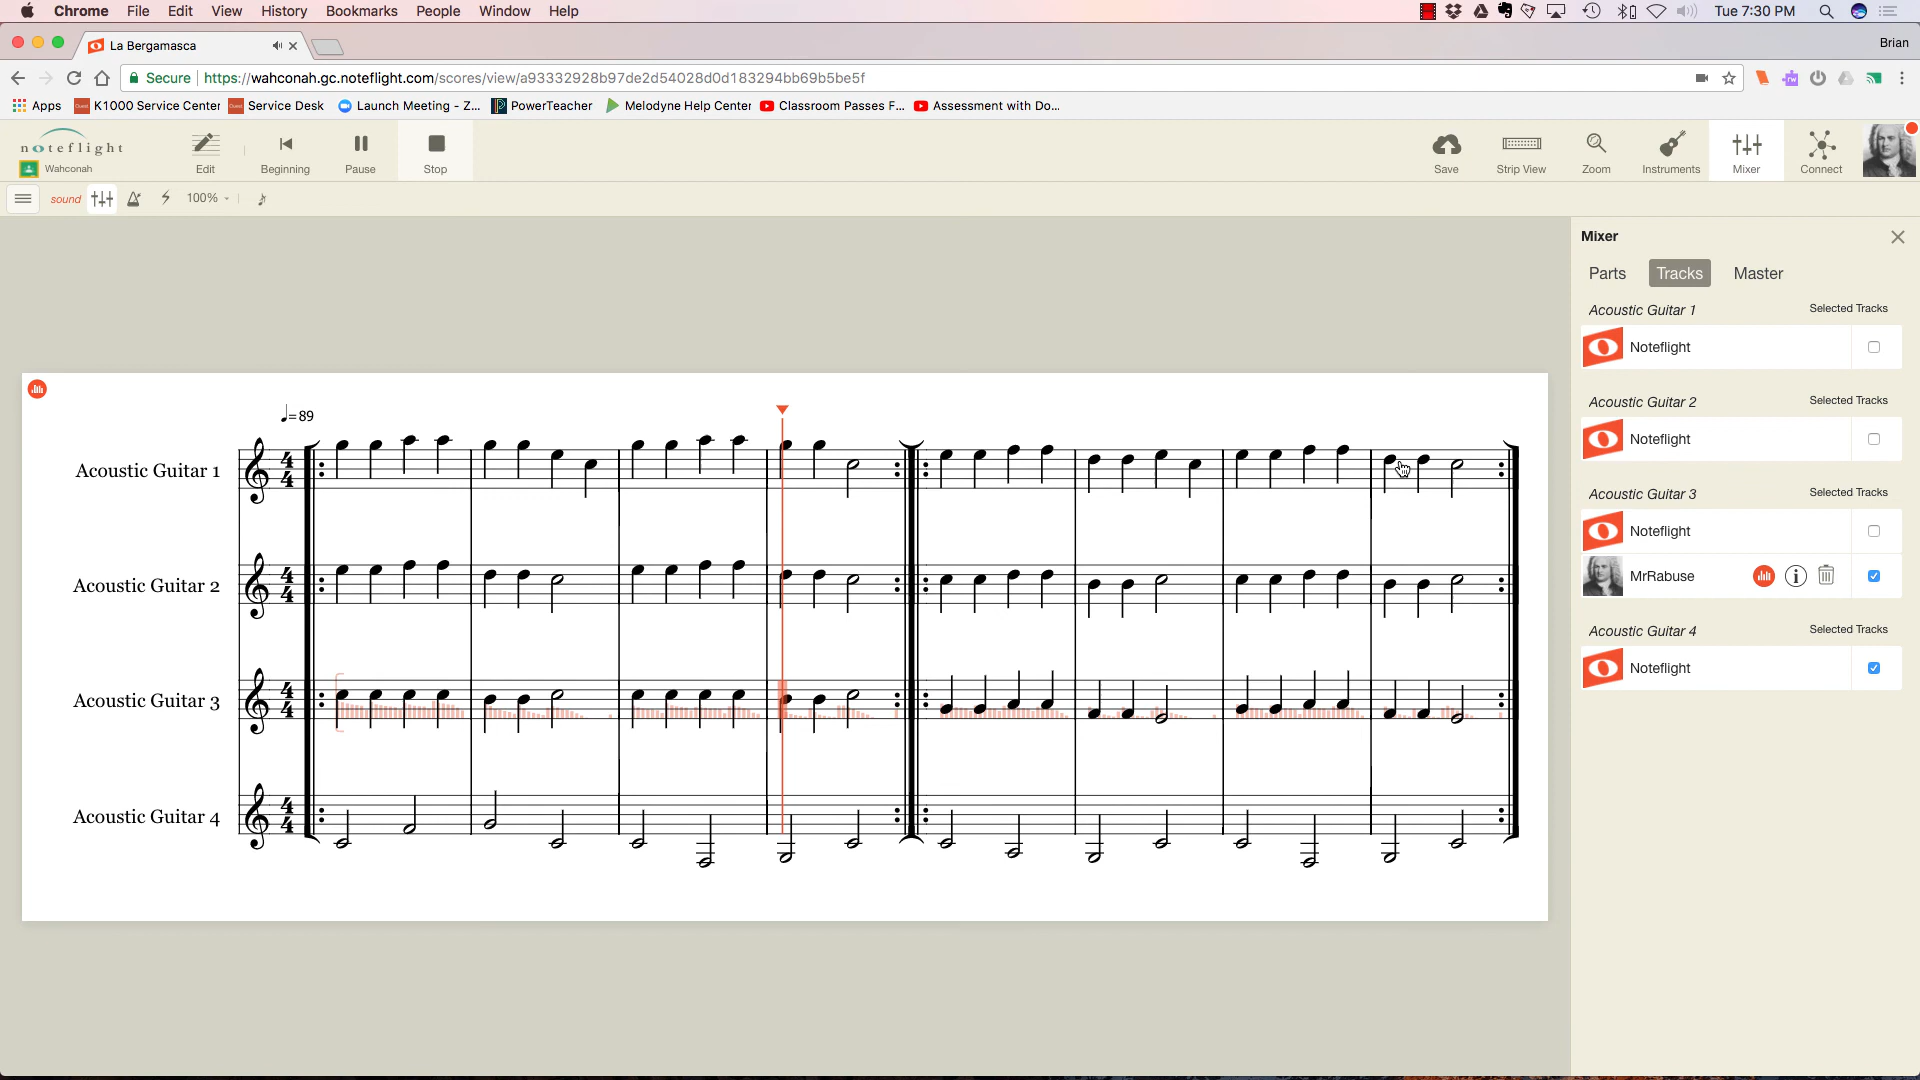 Chrome File Edit View History Bookmarks People Window Help Tue 7:30 PM
La Bergamasca Brian
Secure https://wahconah.gc.noteflight.com/scores/view/a93332928b97de2d54028d0d183294bb69b5be5f
Apps K1000 Service Center Service Desk Launch Meeting - Z... PowerTeacher Melodyne Help Center Classroom Passes F... Assessment with Do...
noteflight
Wahconah
Edit Beginning Pause Stop Save Strip View Zoom Instruments Mixer Connect
sound 100%
Mixer
Parts Tracks Master
Acoustic Guitar 1 Selected Tracks
Noteflight
Acoustic Guitar 2 Selected Tracks
Noteflight
Acoustic Guitar 3 Selected Tracks
Noteflight
MrRabuse
Acoustic Guitar 4 Selected Tracks
Noteflight
♩=89
Acoustic Guitar 1
Acoustic Guitar 2
Acoustic Guitar 3
Acoustic Guitar 4